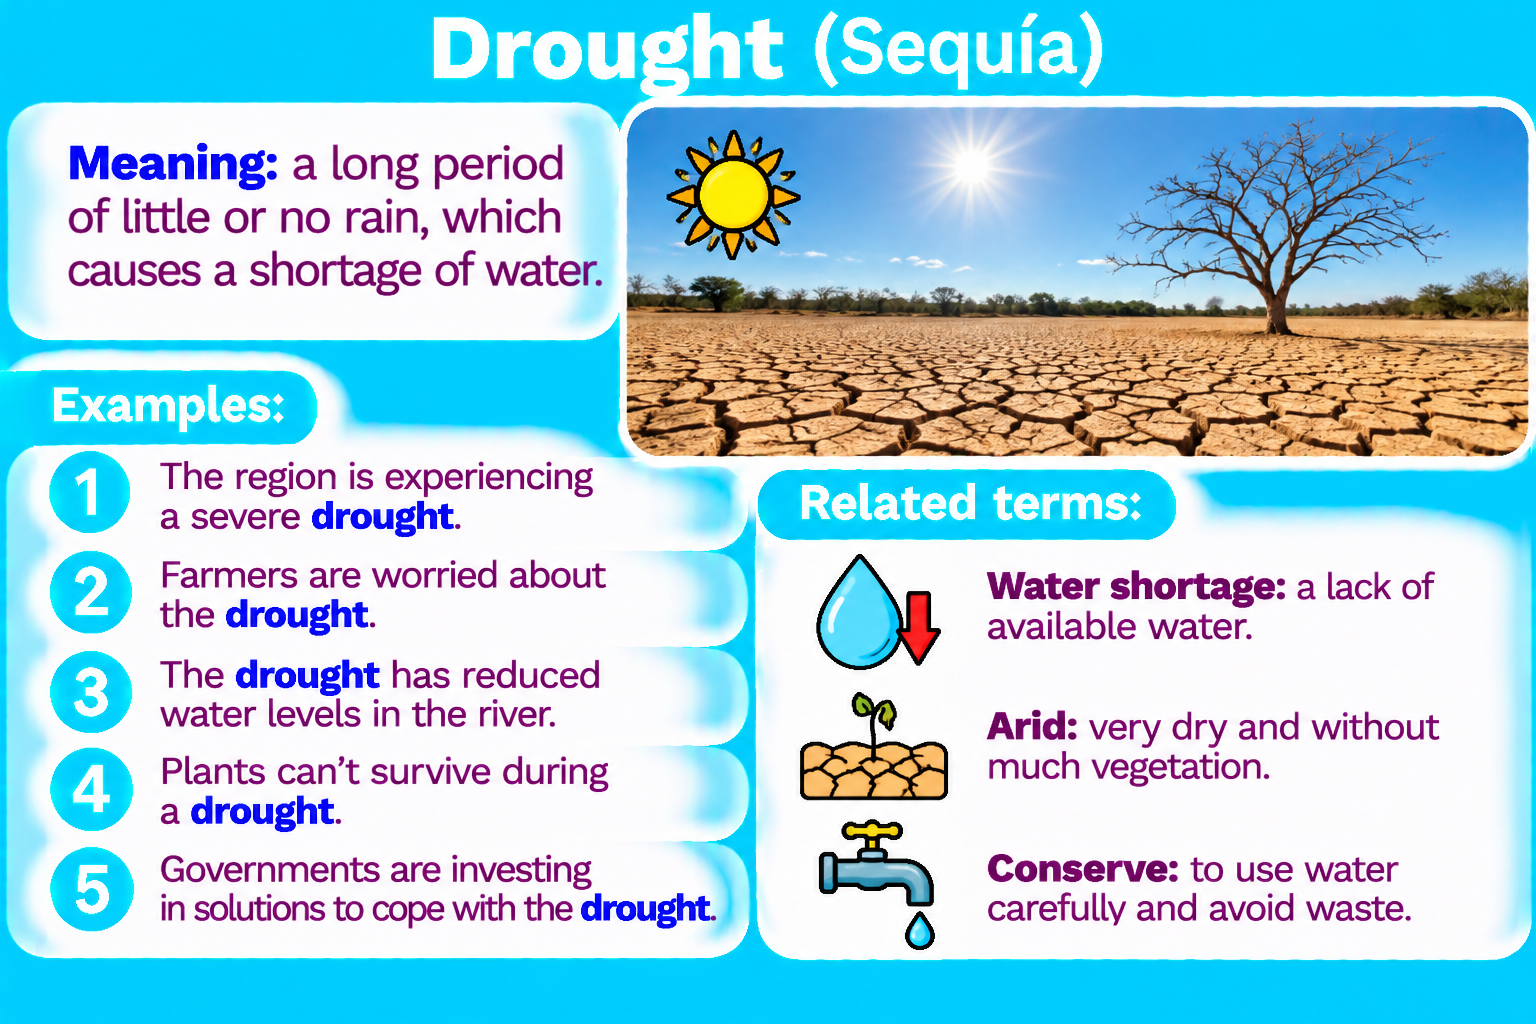 Drought (Sequía)
Meaning: a long period
of little or no rain, which
causes a shortage of water.
Examples:
1 The region is experiencing
a severe drought.
2 Farmers are worried about
the drought.
3 The drought has reduced
water levels in the river.
4 Plants can’t survive during
a drought.
5 Governments are investing
in solutions to cope with the drought.
Related terms:
Water shortage: a lack of
available water.
Arid: very dry and without
much vegetation.
Conserve: to use water
carefully and avoid waste.